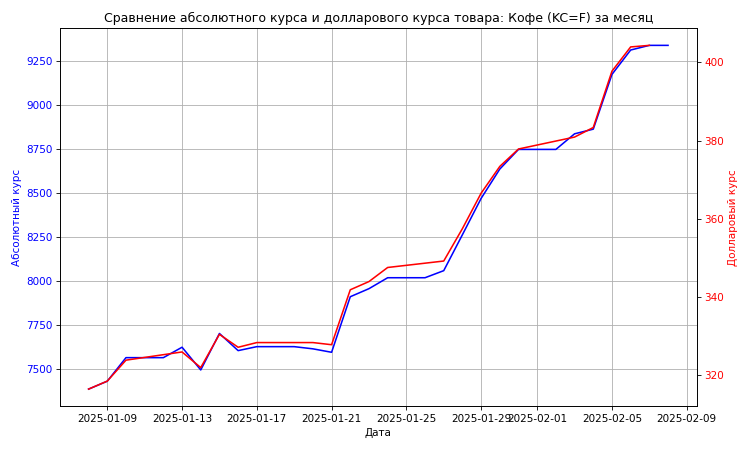 Сравнение абсолютного курса и долларового курса товара: Кофе (KC=F) за месяц
9250
9000
8750
8500
8250
8000
7750
7500
Абсолютный курс
400
380
360
340
320
Долларовый курс
2025-01-09 2025-01-13 2025-01-17 2025-01-21 2025-01-25 2025-01-29 2025-02-01 2025-02-05 2025-02-09
Дата